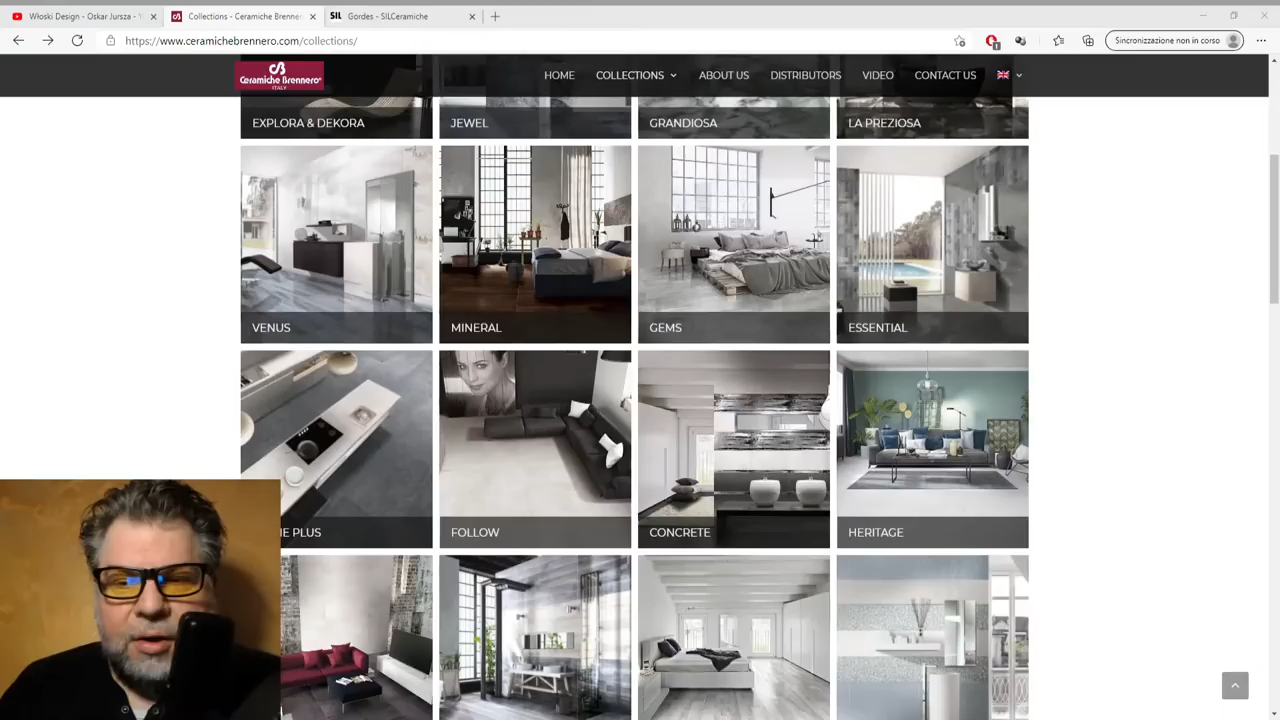 Włoski Design - Oskar Jursza - Y
Collections - Ceramiche Brenner
SIL Gordes - SILCeramiche
https://www.ceramichebrennero.com/collections/
1
Sincronizzazione non in corso
Ceramiche Brennero
ITALY
HOME COLLECTIONS ABOUT US DISTRIBUTORS VIDEO CONTACT US
EXPLORA & DEKORA
JEWEL
GRANDIOSA
LA PREZIOSA
VENUS
MINERAL
GEMS
ESSENTIAL
PLUS
FOLLOW
CONCRETE
HERITAGE